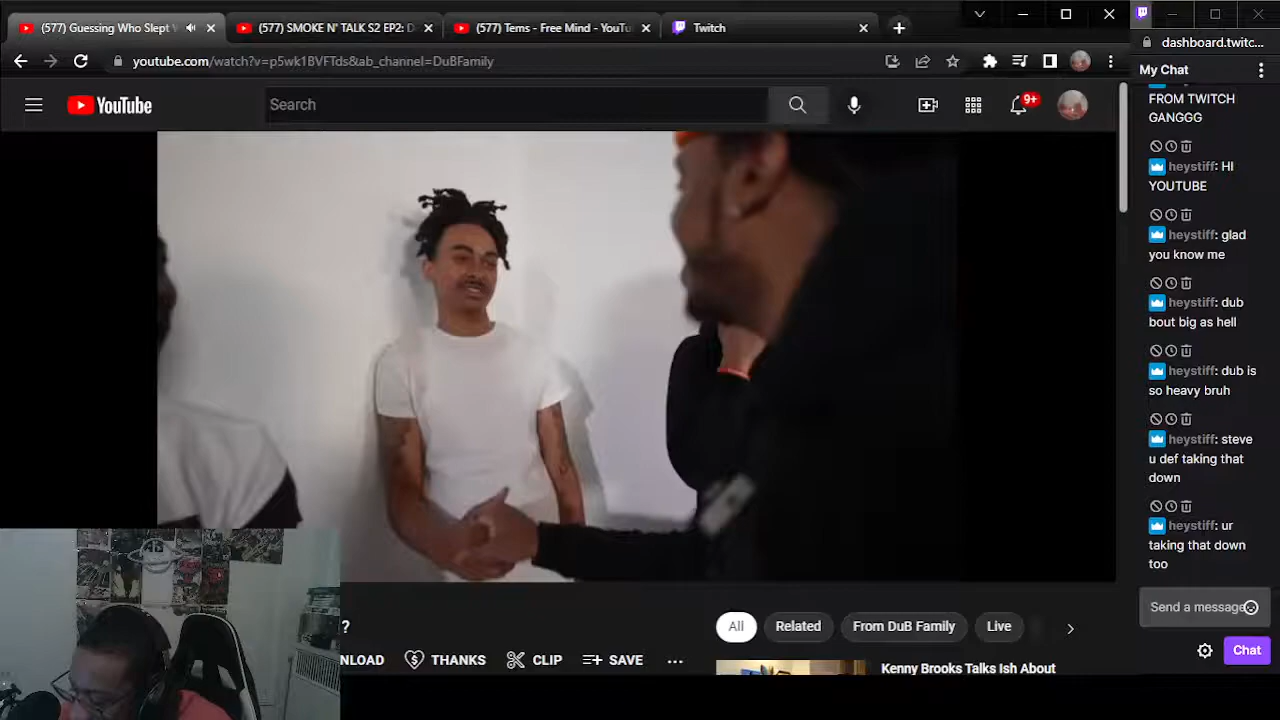 (577) Guessing Who Slept
(577) SMOKE N' TALK S2 EP2: D
(577) Tems - Free Mind - YouTu
Twitch
youtube.com/watch?v=p5wk1BVFTds&ab_channel=DuBFamily
dashboard.twitc...
YouTube
Search
9+
My Chat
FROM TWITCH
GANGGG
heystiff: HI
YOUTUBE
heystiff: glad
you know me
heystiff: dub
bout big as hell
heystiff: dub is
so heavy bruh
heystiff: steve
u def taking that
down
heystiff: ur
taking that down
too
Send a message
Chat
?
NLOAD
THANKS
CLIP
SAVE
...
All
Related
From DuB Family
Live
Kenny Brooks Talks Ish About